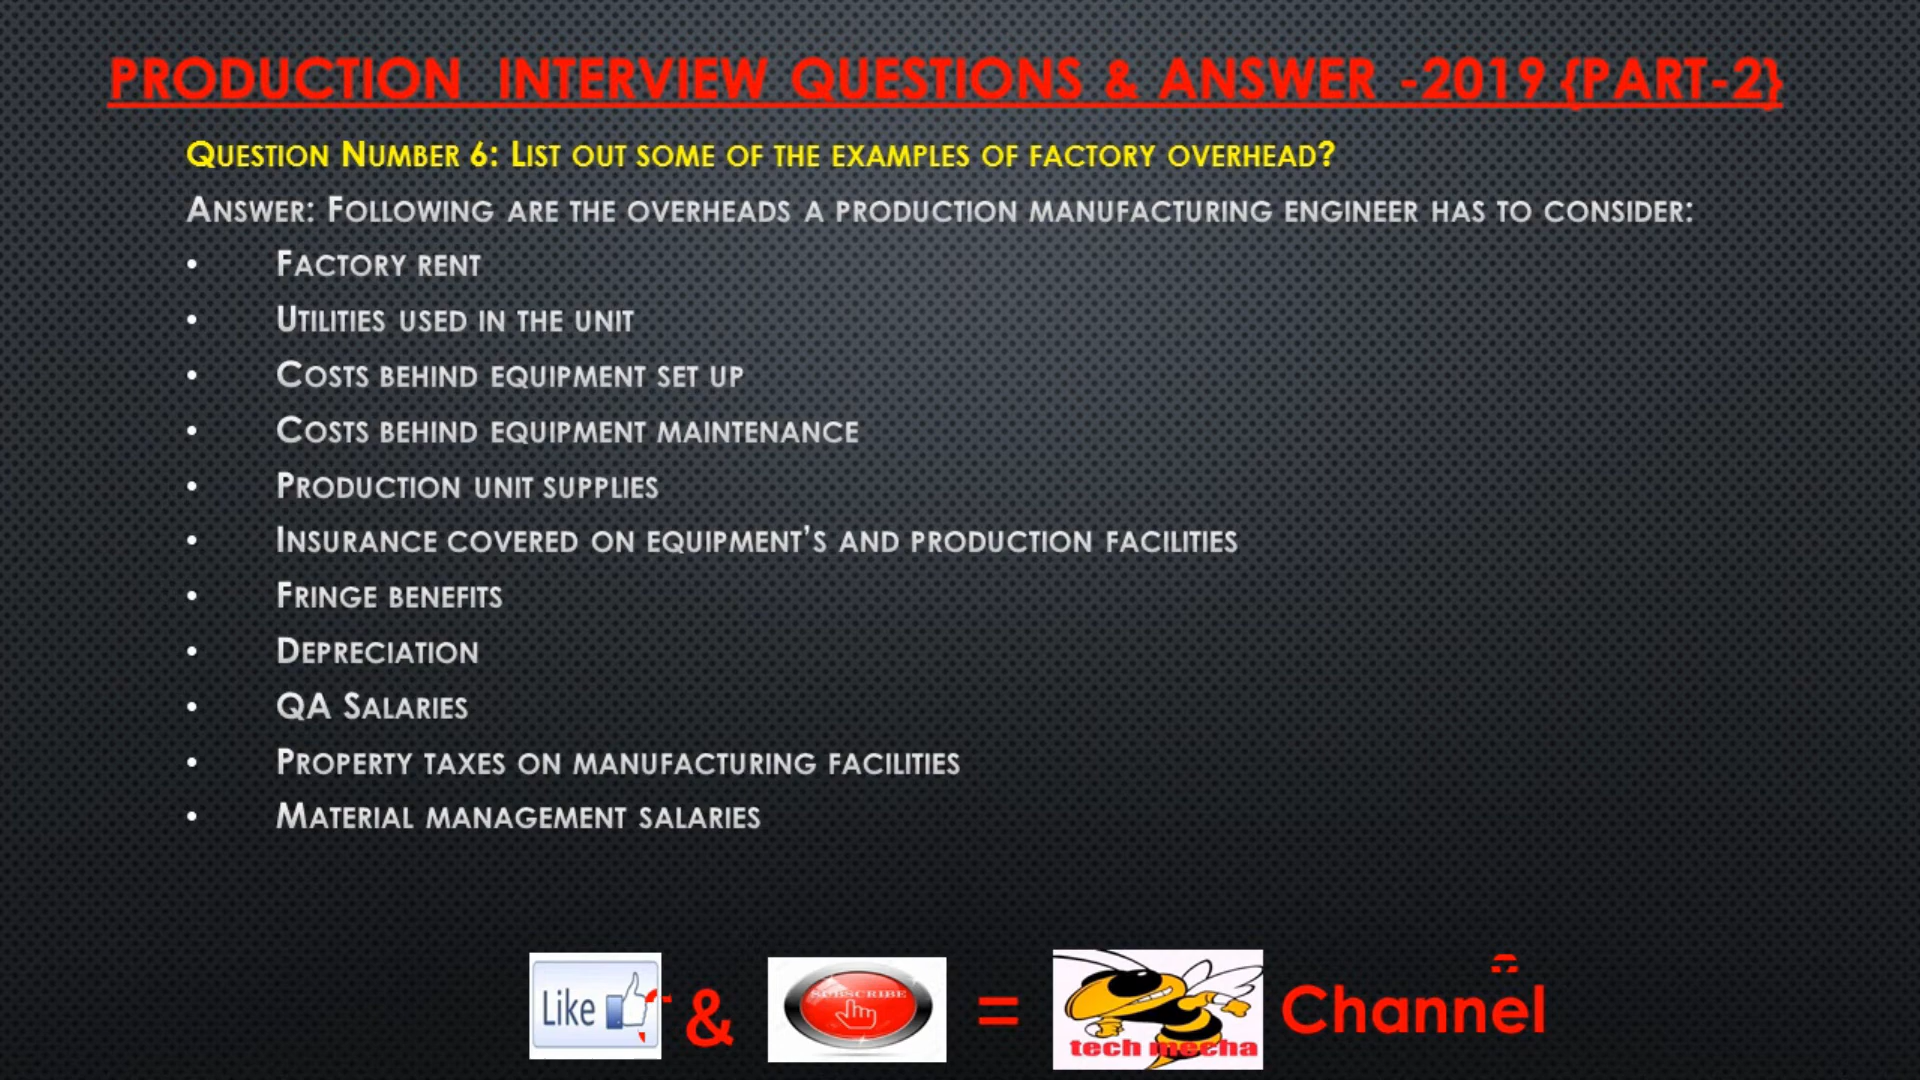 PRODUCTION INTERVIEW QUESTIONS & ANSWER -2019 {PART-2}
QUESTION NUMBER 6: LIST OUT SOME OF THE EXAMPLES OF FACTORY OVERHEAD?
ANSWER: FOLLOWING ARE THE OVERHEADS A PRODUCTION MANUFACTURING ENGINEER HAS TO CONSIDER:
• FACTORY RENT
• UTILITIES USED IN THE UNIT
• COSTS BEHIND EQUIPMENT SET UP
• COSTS BEHIND EQUIPMENT MAINTENANCE
• PRODUCTION UNIT SUPPLIES
• INSURANCE COVERED ON EQUIPMENT'S AND PRODUCTION FACILITIES
• FRINGE BENEFITS
• DEPRECIATION
• QA SALARIES
• PROPERTY TAXES ON MANUFACTURING FACILITIES
• MATERIAL MANAGEMENT SALARIES
Like & SUBSCRIBE = tech mecha Channel